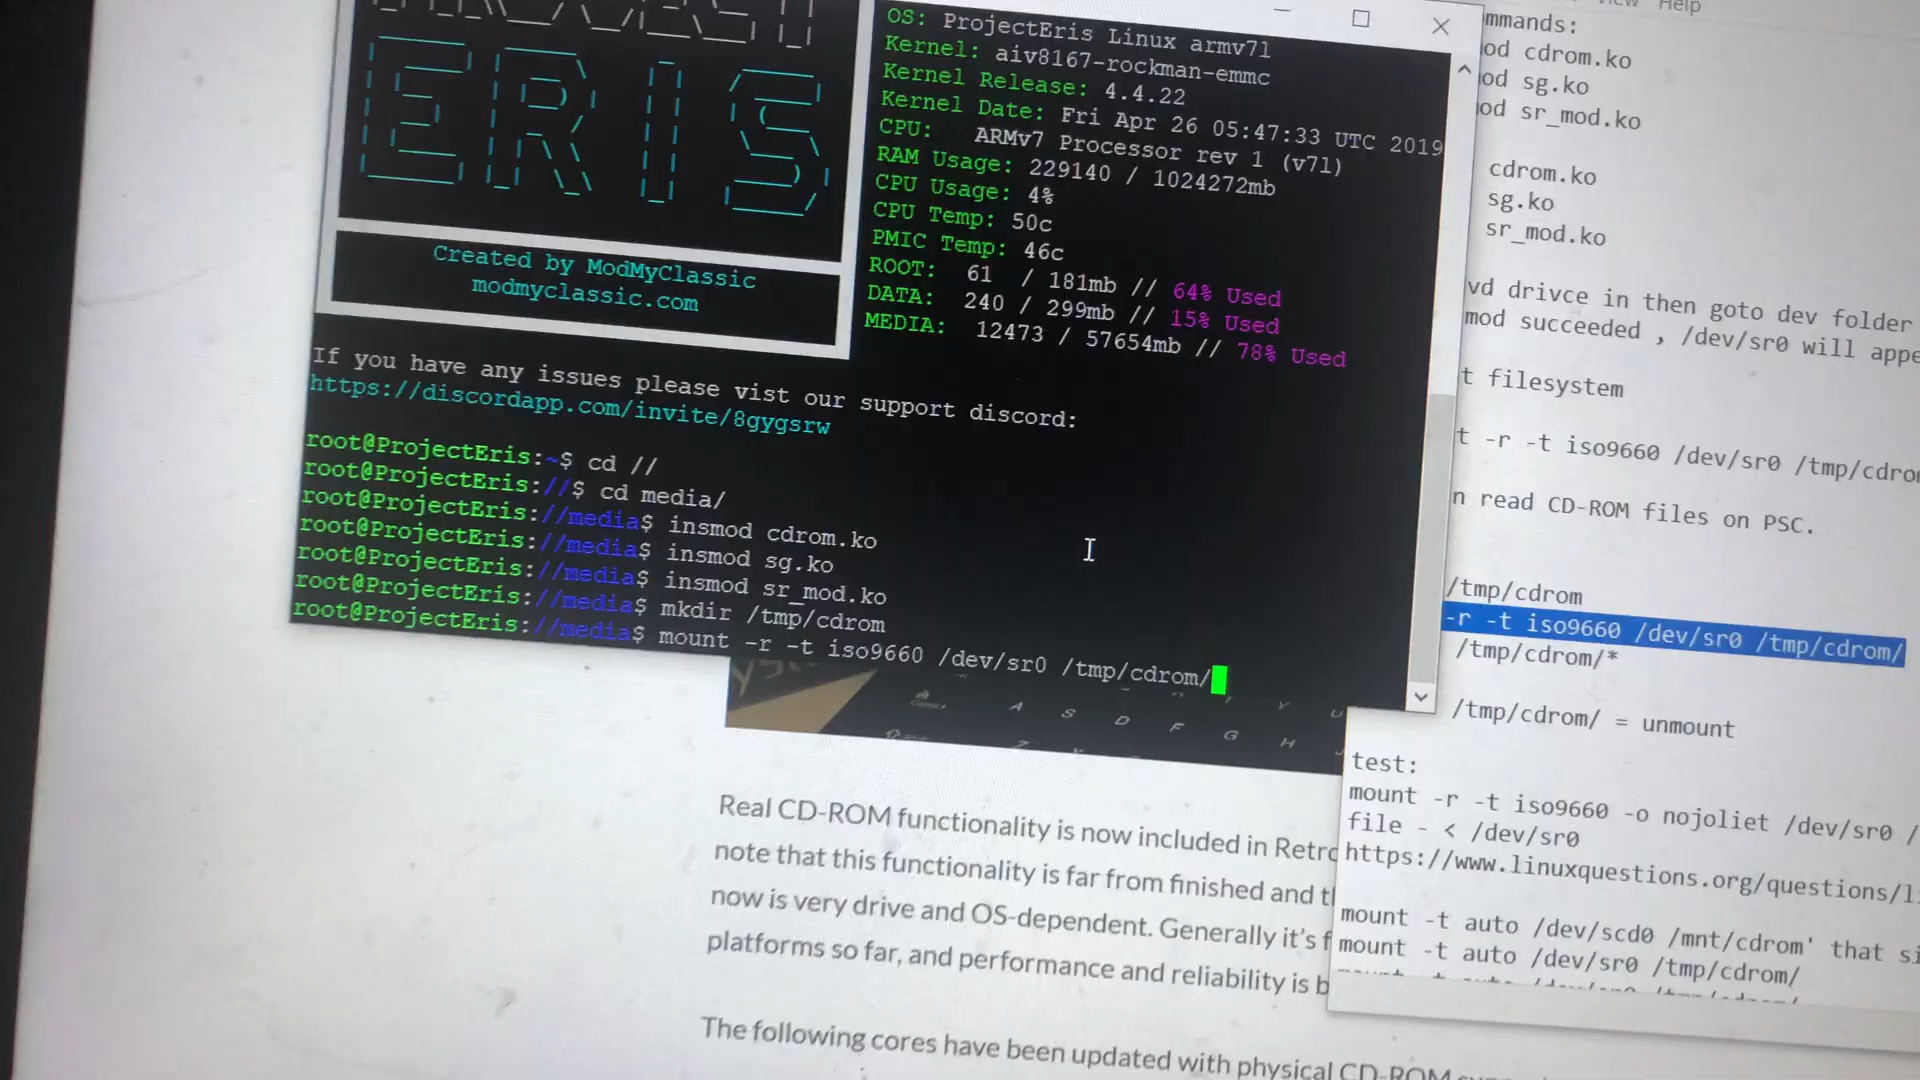 ERIS
Created by ModMyClassic
modmyclassic.com
OS: ProjectEris Linux armv7l
Kernel: aiv8167-rockman-emmc
Kernel Release: 4.4.22
Kernel Date: Fri Apr 26 05:47:33 UTC 2019
CPU: ARMv7 Processor rev 1 (v7l)
RAM Usage: 229140 / 1024272mb
CPU Usage: 4%
CPU Temp: 50c
PMIC Temp: 46c
ROOT: 61 / 181mb // 64% Used
DATA: 240 / 299mb // 15% Used
MEDIA: 12473 / 57654mb // 78% Used
If you have any issues please vist our support discord:
https://discordapp.com/invite/8gygsrw
root@ProjectEris:~$ cd //
root@ProjectEris://$ cd media/
root@ProjectEris://media$ insmod cdrom.ko
root@ProjectEris://media$ insmod sg.ko
root@ProjectEris://media$ insmod sr_mod.ko
root@ProjectEris://media$ mkdir /tmp/cdrom
root@ProjectEris://media$ mount -r -t iso9660 /dev/sr0 /tmp/cdrom/
Help
mmands:
od cdrom.ko
od sg.ko
od sr_mod.ko
cdrom.ko
sg.ko
sr_mod.ko
vd drivce in then goto dev folder
mod succeeded , /dev/sr0 will appe
t filesystem
t -r -t iso9660 /dev/sr0 /tmp/cdro
n read CD-ROM files on PSC.
/tmp/cdrom
-r -t iso9660 /dev/sr0 /tmp/cdrom/
/tmp/cdrom/*
/tmp/cdrom/ = unmount
test:
mount -r -t iso9660 -o nojoliet /dev/sr0 /
file - < /dev/sr0
https://www.linuxquestions.org/questions/li
mount -t auto /dev/scd0 /mnt/cdrom' that si
mount -t auto /dev/sr0 /tmp/cdrom/
A S D F G H
Real CD-ROM functionality is now included in Retro
note that this functionality is far from finished and t
now is very drive and OS-dependent. Generally it's f
platforms so far, and performance and reliability is b
The following cores have been updated with physical CD-ROM